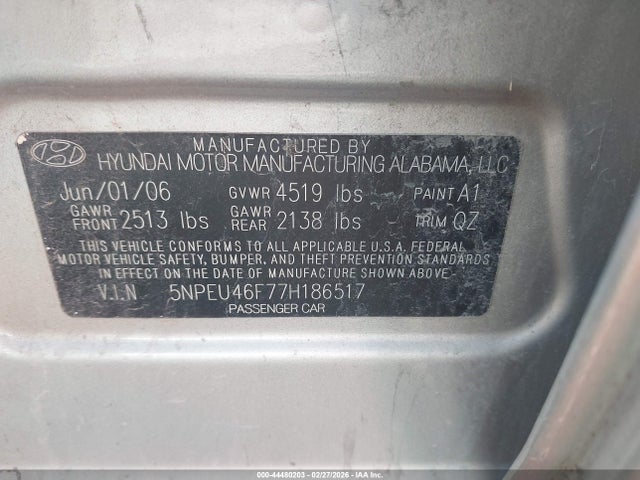 MANUFACTURED BY
HYUNDAI MOTOR MANUFACTURING ALABAMA, LLC
Jun/01/06 GVWR 4519 lbs PAINT A1
GAWR FRONT 2513 lbs GAWR REAR 2138 lbs TRIM QZ
THIS VEHICLE CONFORMS TO ALL APPLICABLE U.S.A. FEDERAL
MOTOR VEHICLE SAFETY, BUMPER, AND THEFT PREVENTION STANDARDS
IN EFFECT ON THE DATE OF MANUFACTURE SHOWN ABOVE.
V.I.N 5NPEU46F77H186517
PASSENGER CAR
000-44480203 - 02/27/2026 - IAAI.COM